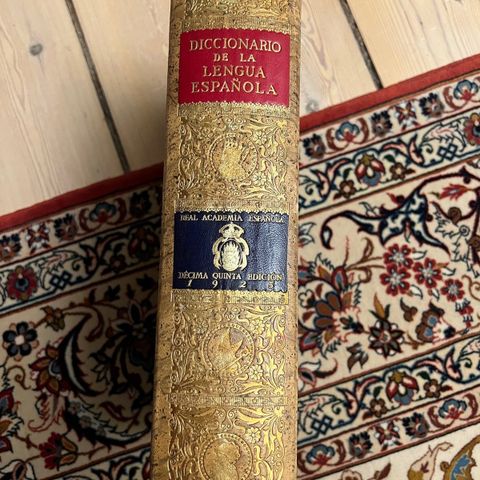 DICCIONARIO
DE LA
LENGUA
ESPAÑOLA
REAL ACADEMIA ESPAÑOLA
DÉCIMA QUINTA EDICIÓN
1925